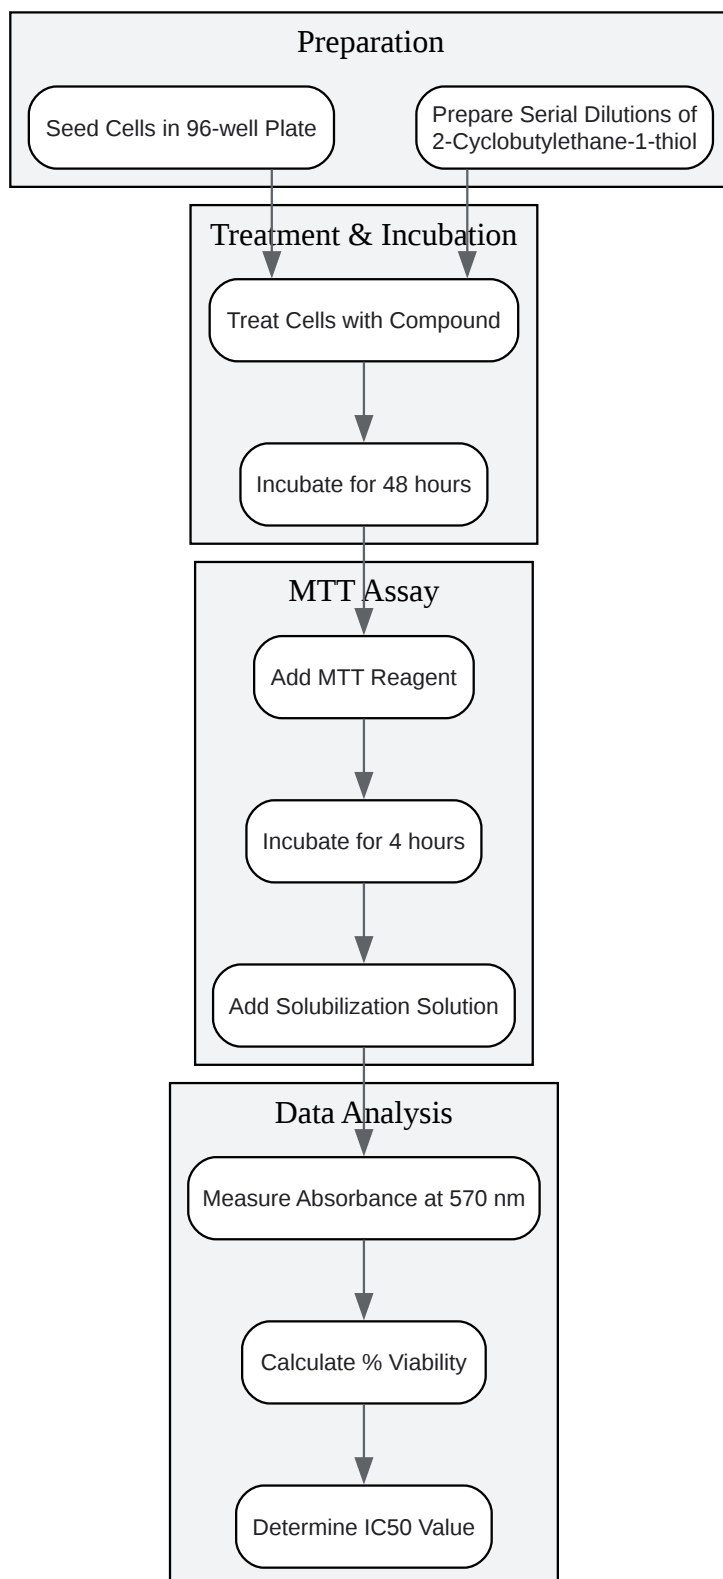 Preparation
Seed Cells in 96-well Plate
Prepare Serial Dilutions of
2-Cyclobutylethane-1-thiol
Treatment & Incubation
Treat Cells with Compound
Incubate for 48 hours
MTT Assay
Add MTT Reagent
Incubate for 4 hours
Add Solubilization Solution
Data Analysis
Measure Absorbance at 570 nm
Calculate % Viability
Determine IC50 Value